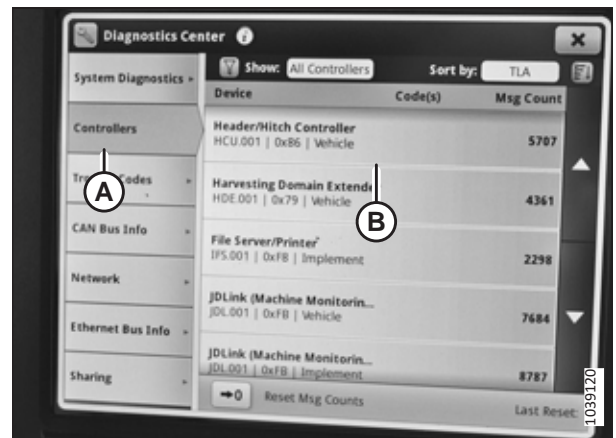 Diagnostics Center
System Diagnostics
Show: All Controllers Sort by: TLA
Device Code(s) Msg Count
Controllers
Header/Hitch Controller
HCU.001 | 0x86 | Vehicle 5707
A
Codes
Harvesting Domain Extende
HDE.001 | 0x79 | Vehicle 4361
B
CAN Bus Info
File Server/Printer
IFS.001 | 0xF8 | Implement 2298
Network
JDLink (Machine Monitorin...
JDL.001 | 0xFB | Vehicle 7684
Ethernet Bus Info
JDLink (Machine Monitorin...
JDL.001 | 0xFB | Implement 8787
Sharing
→0 Reset Msg Counts Last Reset:
1039120